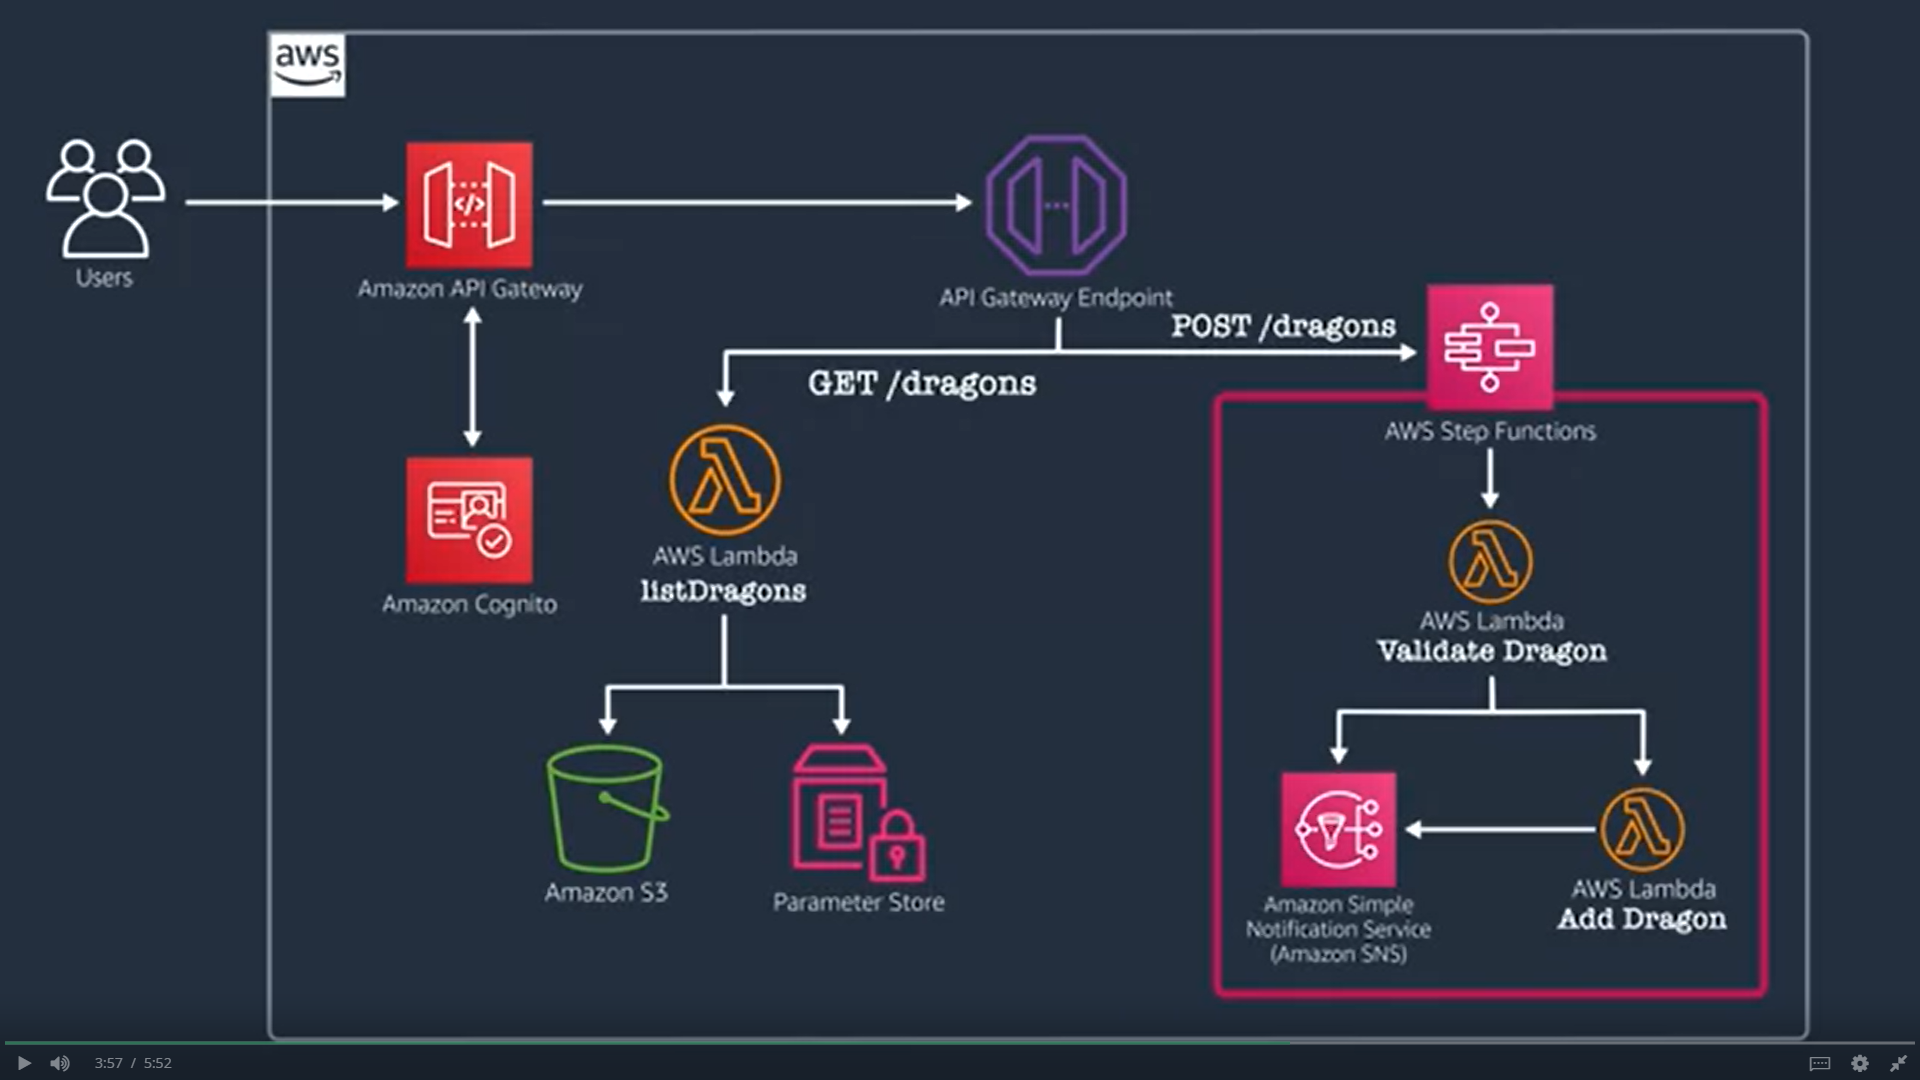 aws
Users
Amazon API Gateway
API Gateway Endpoint
POST /dragons
GET /dragons
AWS Step Functions
Amazon Cognito
AWS Lambda
listDragons
AWS Lambda
Validate Dragon
Amazon S3
Parameter Store
Amazon Simple
Notification Service
(Amazon SNS)
AWS Lambda
Add Dragon
3:57 / 5:52